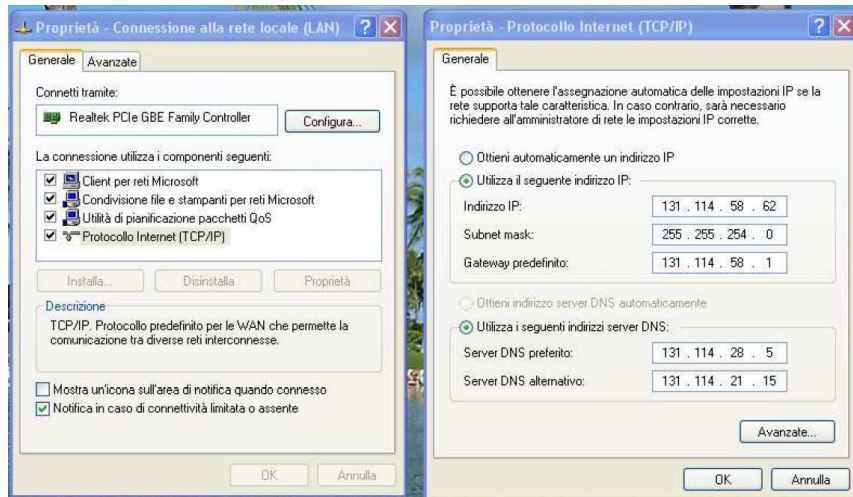 Proprietà - Connessione alla rete locale (LAN)
Generale
Avanzate
Connetti tramite:
Realtek PCIe GBE Family Controller
Configura...
La connessione utilizza i componenti seguenti:
Client per reti Microsoft
Condivisione file e stampanti per reti Microsoft
Utilità di pianificazione pacchetti QoS
Protocollo Internet (TCP/IP)
Installa...
Disinstalla
Proprietà
Descrizione
TCP/IP. Protocollo predefinito per le WAN che permette la
comunicazione tra diverse reti interconnesse.
Mostra un'icona sull'area di notifica quando connesso
Notifica in caso di connettività limitata o assente
OK
Annulla
Proprietà - Protocollo Internet (TCP/IP)
Generale
È possibile ottenere l'assegnazione automatica delle impostazioni IP se la
rete supporta tale caratteristica. In caso contrario, sarà necessario
richiedere all'amministratore di rete le impostazioni IP corrette.
Ottieni automaticamente un indirizzo IP
Utilizza il seguente indirizzo IP:
Indirizzo IP: 131 . 114 . 58 . 62
Subnet mask: 255 . 255 . 254 . 0
Gateway predefinito: 131 . 114 . 58 . 1
Ottieni indirizzo server DNS automaticamente
Utilizza i seguenti indirizzi server DNS:
Server DNS preferito: 131 . 114 . 28 . 5
Server DNS alternativo: 131 . 114 . 21 . 15
Avanzate...
OK
Annulla